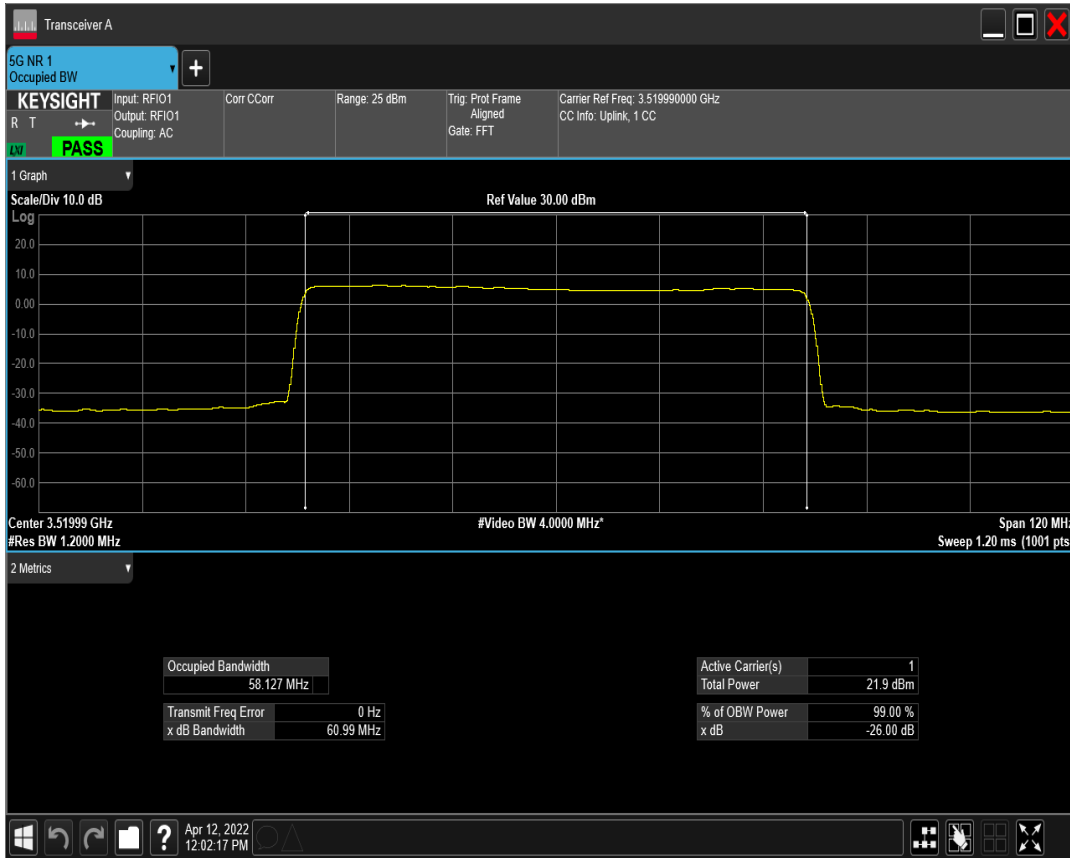 Transceiver A
5G NR 1
Occupied BW
KEYSIGHT
R T
LXI
PASS
Input: RFIO1
Output: RFIO1
Coupling: AC
Corr CCorr
Range: 25 dBm
Trig: Prot Frame
Aligned
Gate: FFT
Carrier Ref Freq: 3.519990000 GHz
CC Info: Uplink, 1 CC
1 Graph
Scale/Div 10.0 dB
Ref Value 30.00 dBm
Log
20.0
10.0
0.00
-10.0
-20.0
-30.0
-40.0
-50.0
-60.0
Center 3.51999 GHz
#Video BW 4.0000 MHz*
Span 120 MHz
#Res BW 1.2000 MHz
Sweep 1.20 ms (1001 pts
2 Metrics
Occupied Bandwidth
58.127 MHz
Transmit Freq Error 0 Hz
x dB Bandwidth 60.99 MHz
Active Carrier(s) 1
Total Power 21.9 dBm
% of OBW Power 99.00 %
x dB -26.00 dB
?
Apr 12, 2022
12:02:17 PM